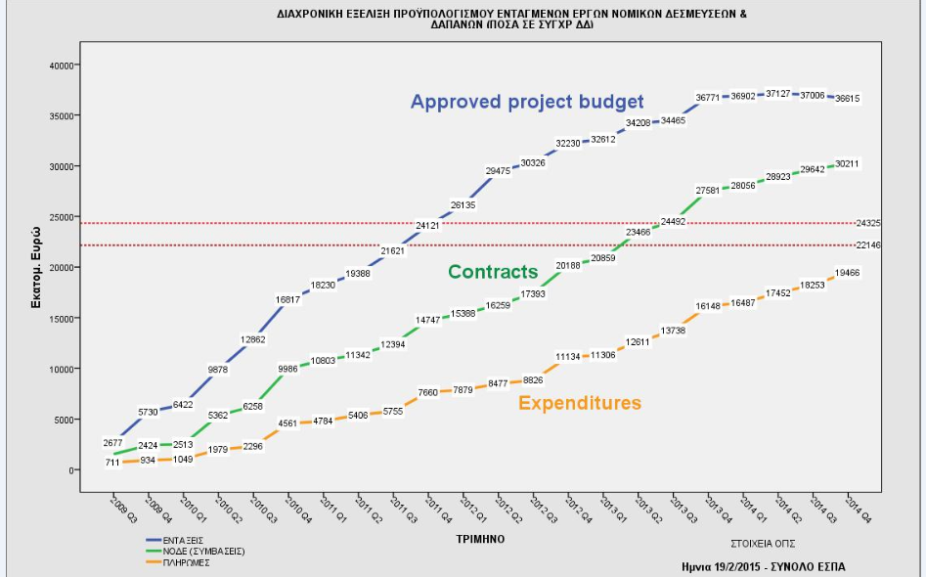 ΔΙΑΧΡΟΝΙΚΗ ΕΞΕΛΙΞΗ ΠΡΟΫΠΟΛΟΓΙΣΜΟΥ ΕΝΤΑΓΜΕΝΩΝ ΕΡΓΩΝ ΝΟΜΙΚΩΝ ΔΕΣΜΕΥΣΕΩΝ &
ΔΑΠΑΝΩΝ (ΠΟΣΑ ΣΕ ΣΥΓΧΡ ΔΔ)
Εκατομ. Ευρώ
40000
35000
30000
25000
20000
15000
10000
5000
0
Approved project budget
2677 5730 6422 9878 12862 16817 18230 19388 21621 24121 26135 29475 30326 32230 32612 34208 34465 36771 36902 37127 37006 36615
24325
22146
Contracts
2424 2513 5362 6258 9986 10803 11342 12394 14747 15388 16259 17393 20188 20859 23466 24492 27581 28056 28923 29642 30211
Expenditures
711 934 1049 1979 2296 4561 4784 5406 5755 7660 7879 8477 8826 11134 11306 12611 13738 16148 16487 17452 18253 19466
2009 Q3 2009 Q4 2010 Q1 2010 Q2 2010 Q3 2010 Q4 2011 Q1 2011 Q2 2011 Q3 2011 Q4 2012 Q1 2012 Q2 2012 Q3 2012 Q4 2013 Q1 2013 Q2 2013 Q3 2013 Q4 2014 Q1 2014 Q2 2014 Q3 2014 Q4
ΤΡΙΜΗΝΟ
ΕΝΤΑΞΕΙΣ
ΝΟΔΕ (ΣΥΜΒΑΣΕΙΣ)
ΠΛΗΡΩΜΕΣ
ΣΤΟΙΧΕΙΑ ΟΠΣ
Ημνια 19/2/2015 - ΣΥΝΟΛΟ ΕΣΠΑ